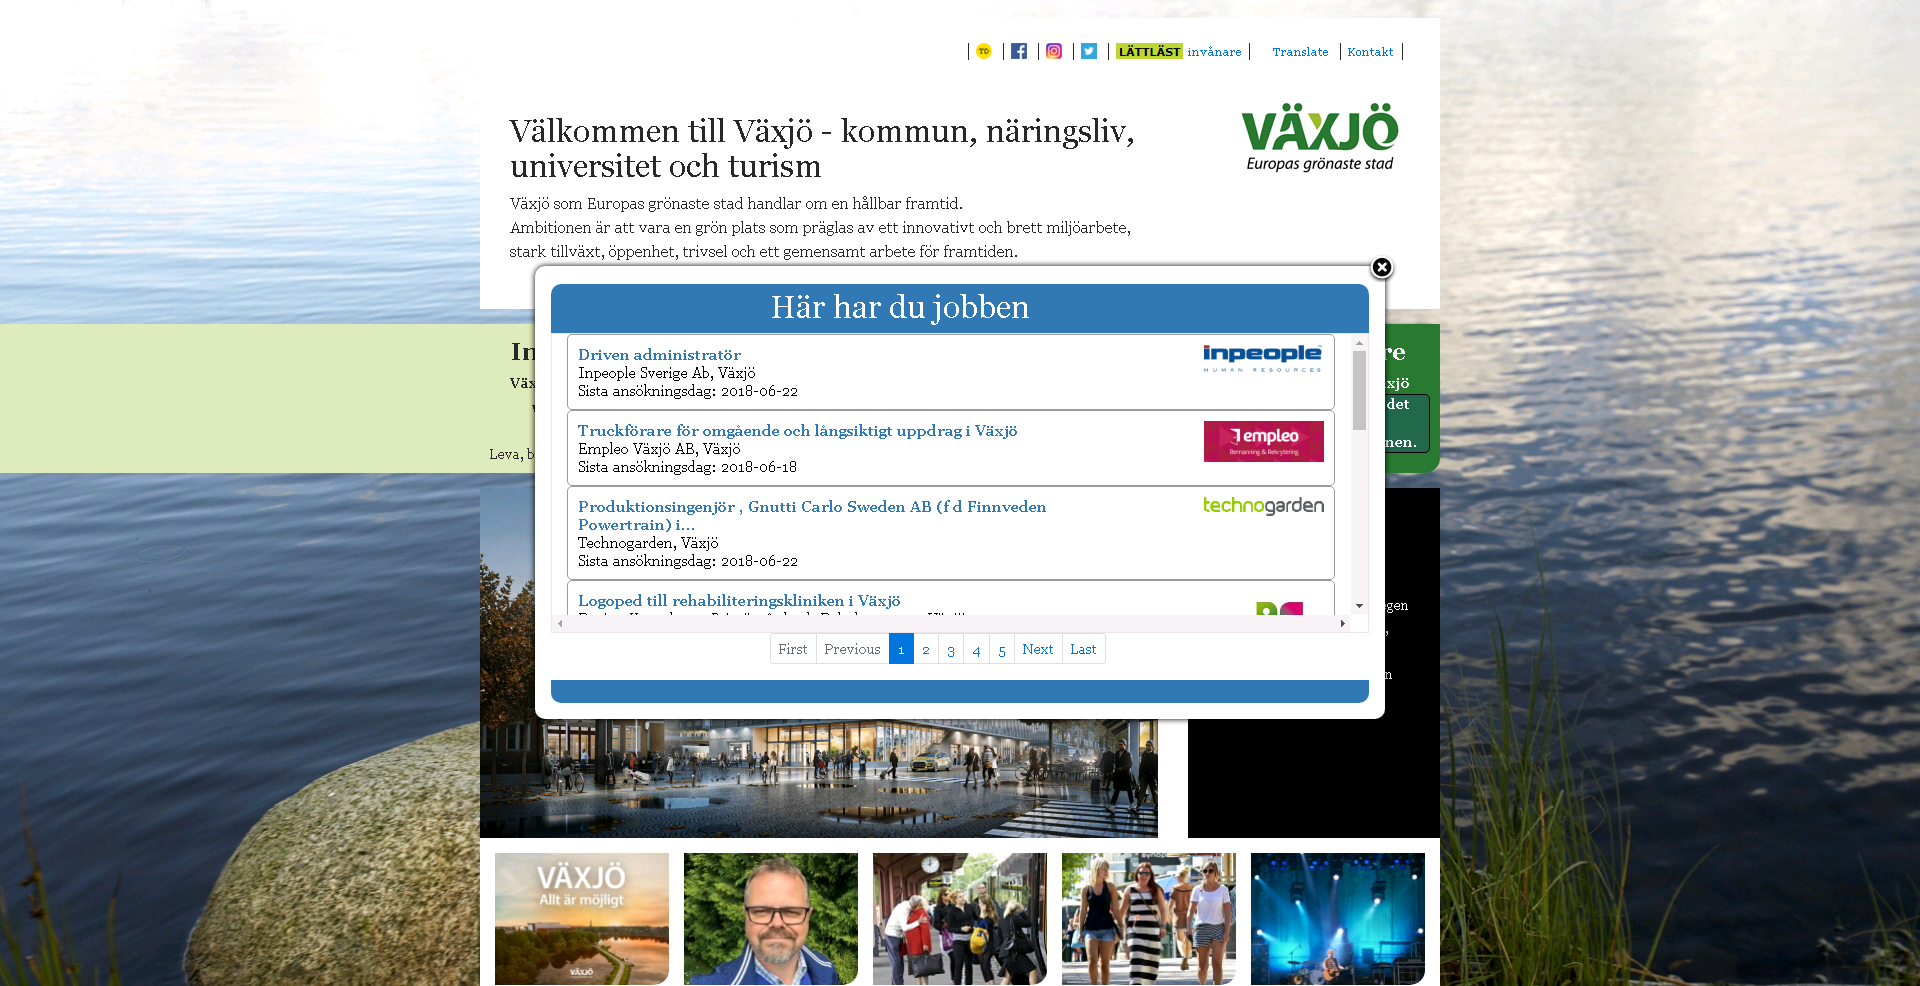 TD
LÄTTLÄST invånare
Translate
Kontakt
Välkommen till Växjö - kommun, näringsliv,
universitet och turism
VÄXJÖ
Europas grönaste stad
Växjö som Europas grönaste stad handlar om en hållbar framtid.
Ambitionen är att vara en grön plats som präglas av ett innovativt och brett miljöarbete,
stark tillväxt, öppenhet, trivsel och ett gemensamt arbete för framtiden.
Här har du jobben
Driven administratör
Inpeople Sverige Ab, Växjö
Sista ansökningsdag: 2018-06-22
inpeople
HUMAN RESOURCES
Truckförare för omgående och långsiktigt uppdrag i Växjö
Empleo Växjö AB, Växjö
Sista ansökningsdag: 2018-06-18
empleo
Bemanning & Rekrytering
Produktionsingenjör , Gnutti Carlo Sweden AB (f d Finnveden
Powertrain) i...
Technogarden, Växjö
Sista ansökningsdag: 2018-06-22
technogarden
Logoped till rehabiliteringskliniken i Växjö
First Previous 1 2 3 4 5 Next Last
In
Väx
Leva, b
re
xjö
det
nen.
egen
,
n
VÄXJÖ
Allt är möjligt
VÄXJÖ